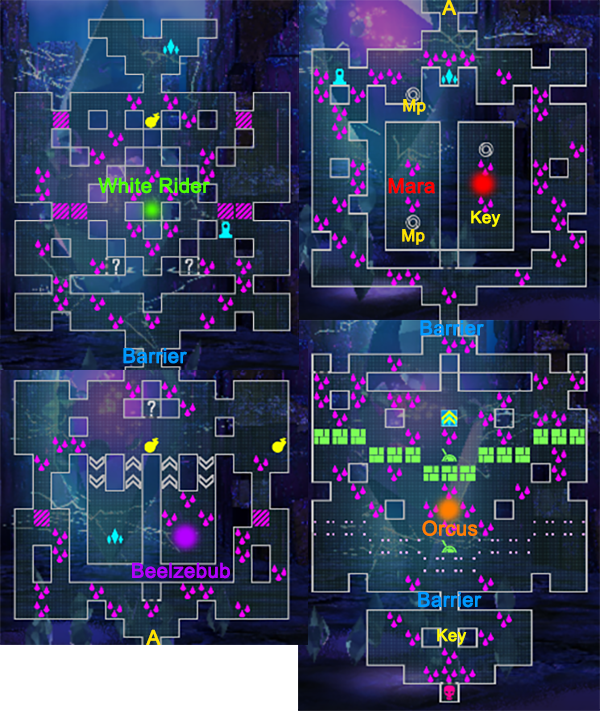 White Rider
?
?
Barrier
?
Beelzebub
A
A
Mp
Mara
Key
Mp
Barrier
Orcus
Barrier
Key